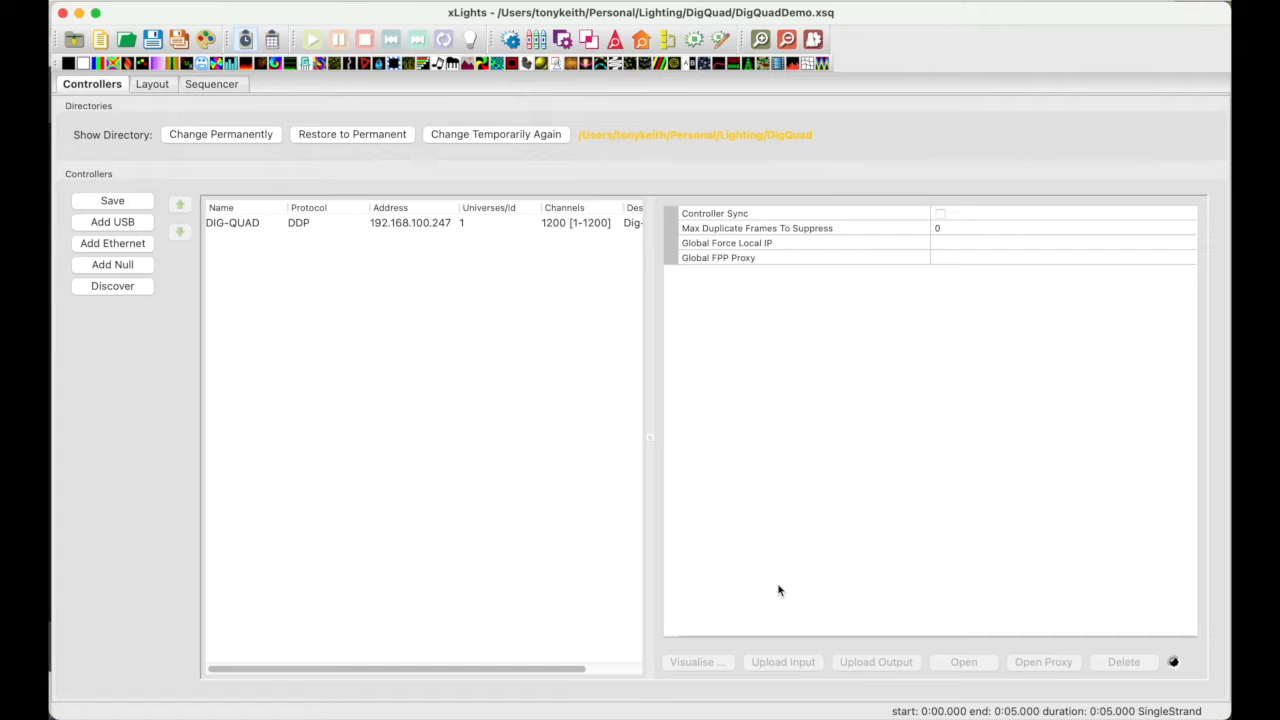 xLights - /Users/tonykeith/Personal/Lighting/DigQuad/DigQuadDemo.xsq
Controllers Layout Sequencer
Directories
Show Directory: Change Permanently Restore to Permanent Change Temporarily Again /Users/tonykeith/Personal/Lighting/DigQuad
Controllers
Save
Add USB
Add Ethernet
Add Null
Discover
Name Protocol Address Universes/Id Channels Des
DIG-QUAD DDP 192.168.100.247 1 1200 [1-1200] Dig-
Controller Sync
Max Duplicate Frames To Suppress 0
Global Force Local IP
Global FPP Proxy
Visualise ... Upload Input Upload Output Open Open Proxy Delete
start: 0:00.000 end: 0:05.000 duration: 0:05.000 SingleStrand